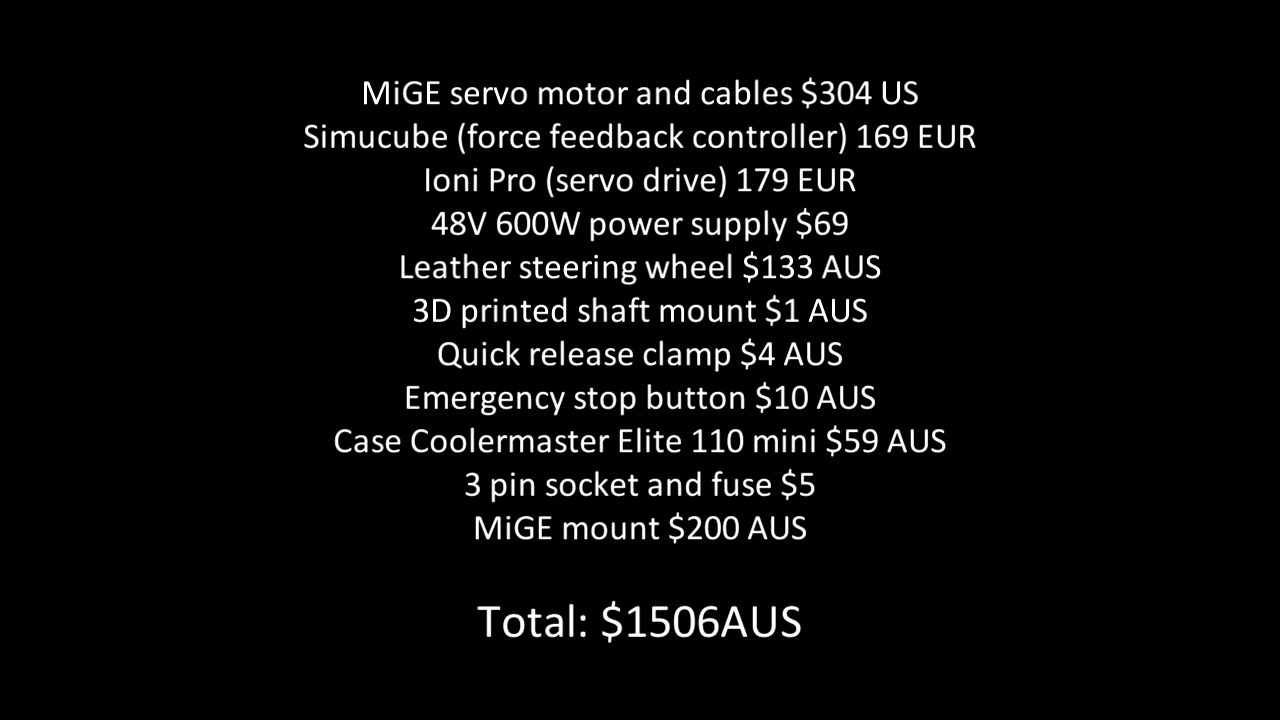 MiGE servo motor and cables $304 US
Simucube (force feedback controller) 169 EUR
Ioni Pro (servo drive) 179 EUR
48V 600W power supply $69
Leather steering wheel $133 AUS
3D printed shaft mount $1 AUS
Quick release clamp $4 AUS
Emergency stop button $10 AUS
Case Coolermaster Elite 110 mini $59 AUS
3 pin socket and fuse $5
MiGE mount $200 AUS
Total: $1506AUS